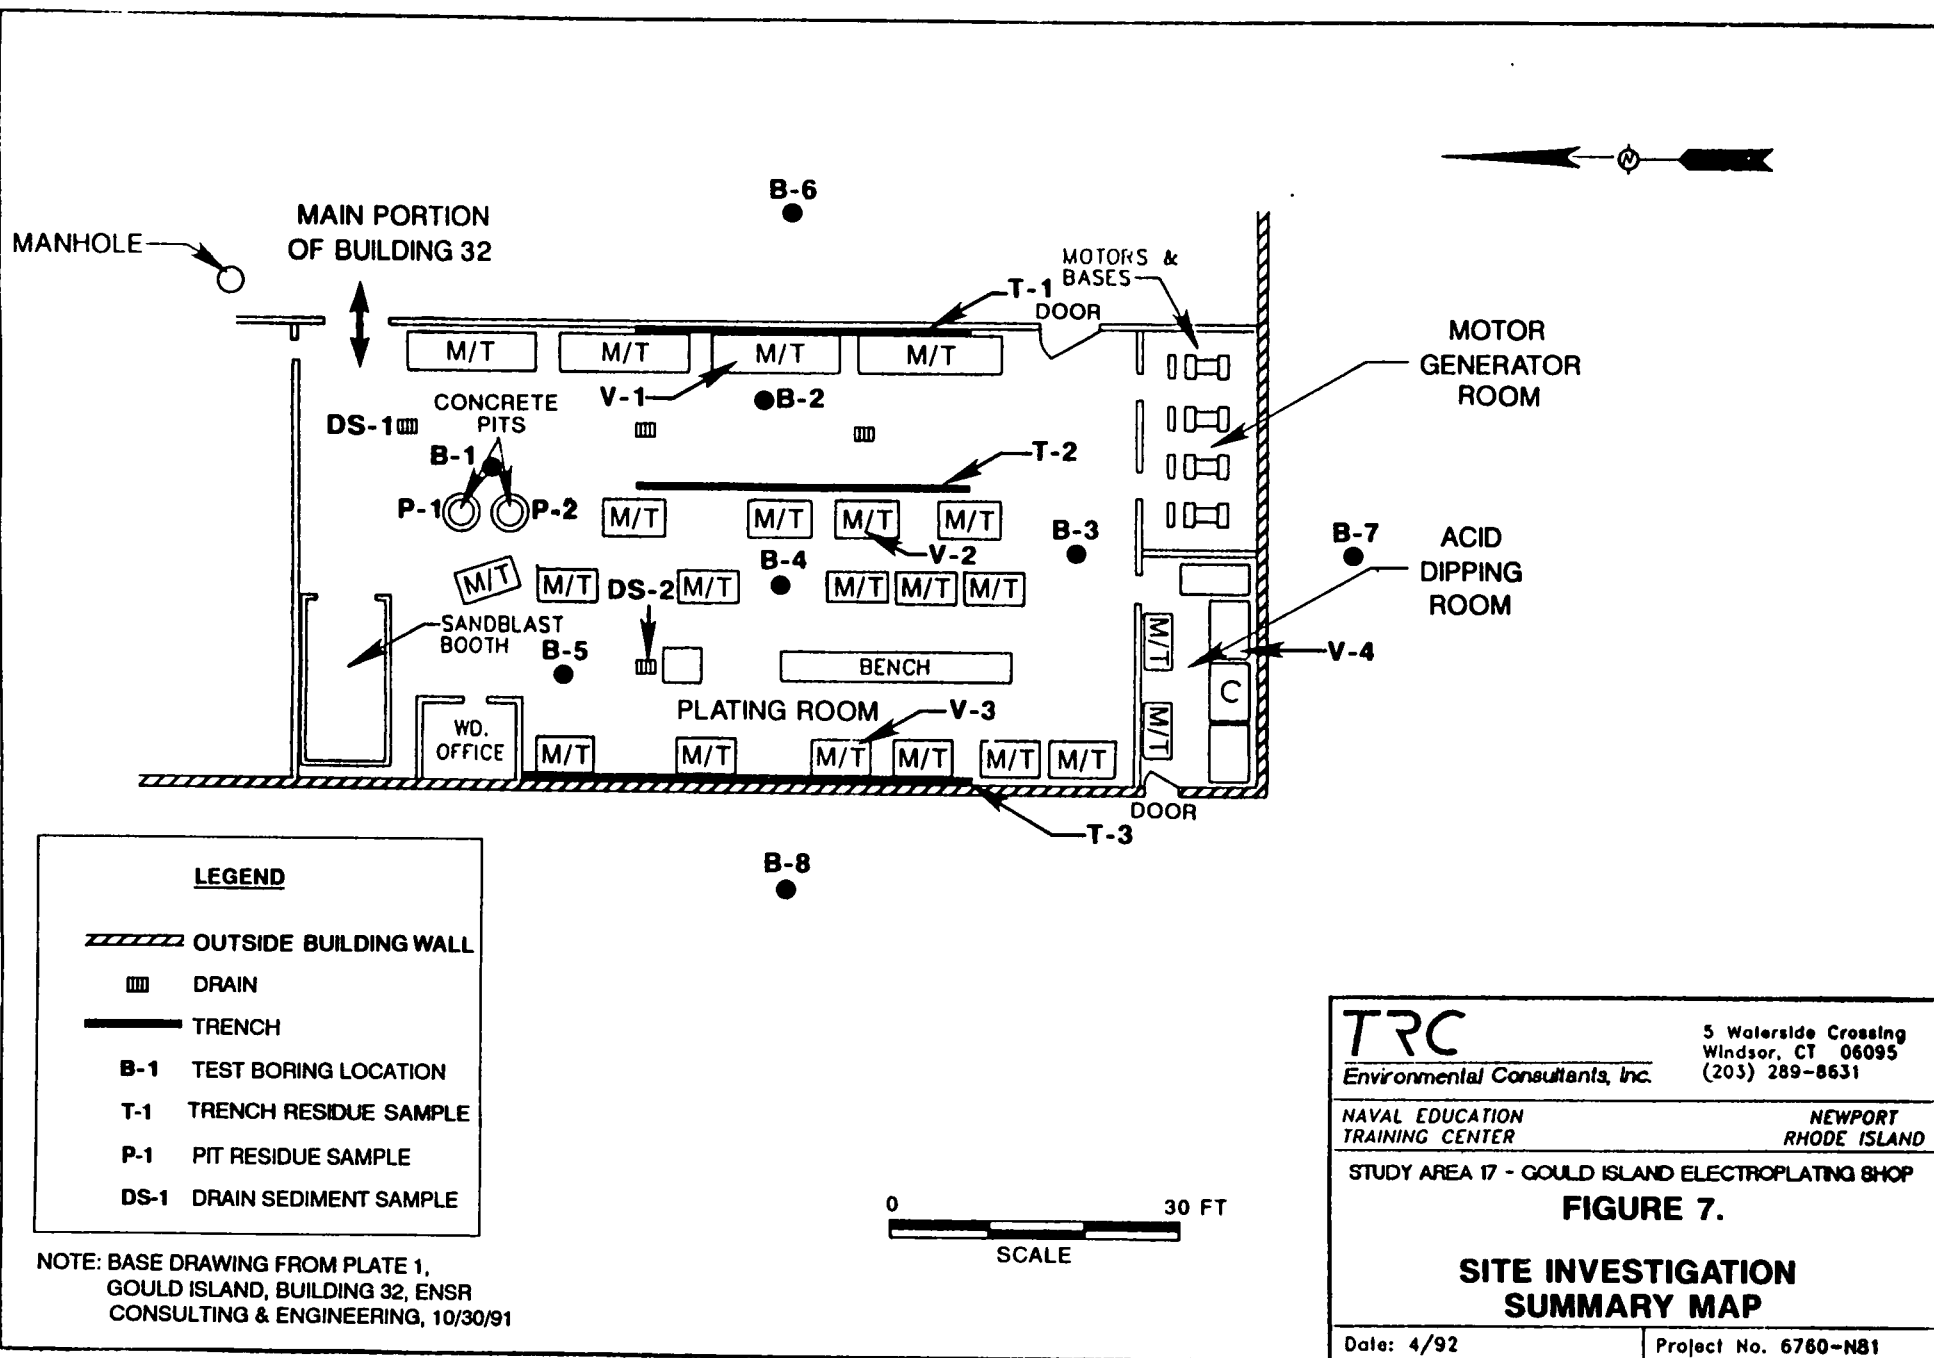 B-6
N
MANHOLE
MAIN PORTION
OF BUILDING 32
MOTORS &
BASES
T-1
DOOR
M/T
M/T
M/T
M/T
MOTOR
GENERATOR
ROOM
V-1
B-2
CONCRETE
PITS
DS-1
B-1
T-2
P-1
P-2
M/T
M/T
M/T
M/T
B-3
B-7
V-2
B-4
ACID
DIPPING
ROOM
M/T
M/T
DS-2
M/T
M/T
M/T
M/T
SANDBLAST
BOOTH
B-5
M/T
V-4
BENCH
C
PLATING ROOM
V-3
WD.
OFFICE
M/T
M/T
M/T
M/T
M/T
M/T
M/T
DOOR
T-3
B-8
LEGEND
OUTSIDE BUILDING WALL
DRAIN
TRENCH
B-1 TEST BORING LOCATION
T-1 TRENCH RESIDUE SAMPLE
P-1 PIT RESIDUE SAMPLE
DS-1 DRAIN SEDIMENT SAMPLE
NOTE: BASE DRAWING FROM PLATE 1,
GOULD ISLAND, BUILDING 32, ENSR
CONSULTING & ENGINEERING, 10/30/91
0 30 FT
SCALE
TRC
Environmental Consultants, Inc.
5 Waterside Crossing
Windsor, CT 06095
(203) 289-8631
NAVAL EDUCATION
TRAINING CENTER
NEWPORT
RHODE ISLAND
STUDY AREA 17 - GOULD ISLAND ELECTROPLATING SHOP
FIGURE 7.
SITE INVESTIGATION
SUMMARY MAP
Date: 4/92
Project No. 6760-N81